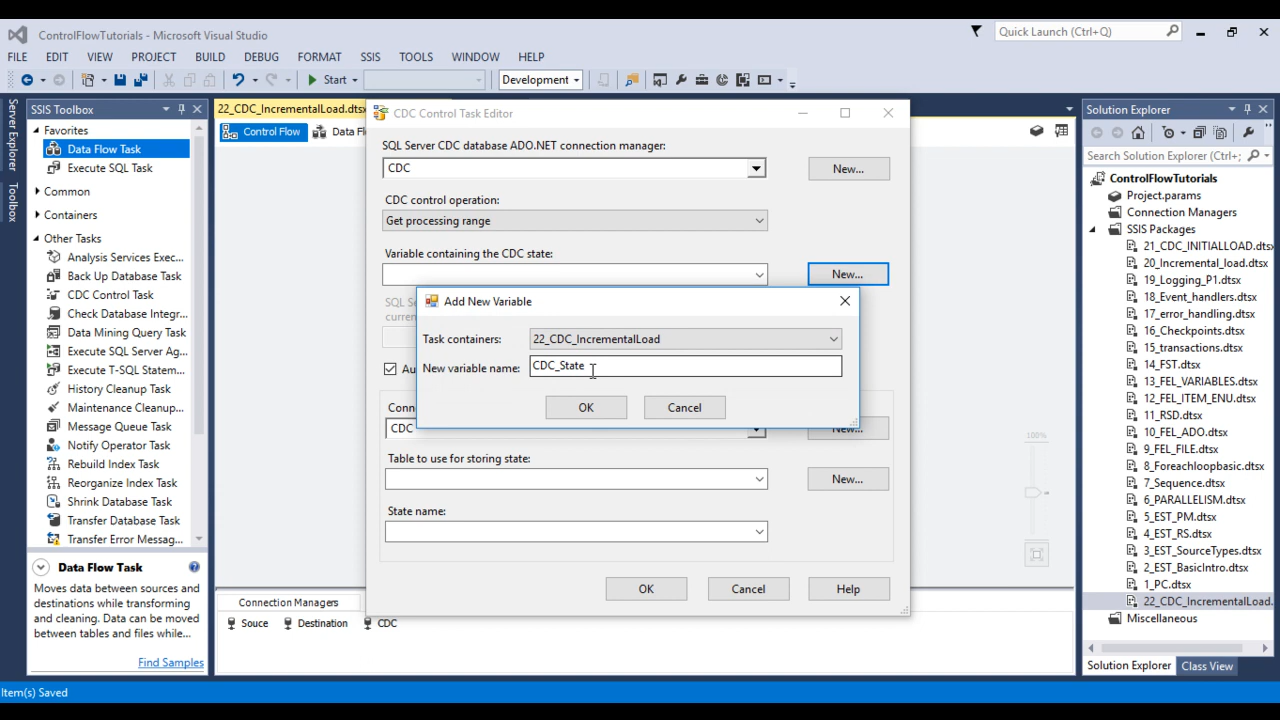 ControlFlowTutorials - Microsoft Visual Studio
Quick Launch (Ctrl+Q)
FILE EDIT VIEW PROJECT BUILD DEBUG FORMAT SSIS TOOLS WINDOW HELP
Start
Development
Server Explorer
Toolbox
SSIS Toolbox
Favorites
Data Flow Task
Execute SQL Task
Common
Containers
Other Tasks
Analysis Services Exec...
Back Up Database Task
CDC Control Task
Check Database Integr...
Data Mining Query Task
Execute SQL Server Ag...
Execute T-SQL Statem...
History Cleanup Task
Maintenance Cleanup...
Message Queue Task
Notify Operator Task
Rebuild Index Task
Reorganize Index Task
Shrink Database Task
Transfer Database Task
Transfer Error Messag...
Data Flow Task
Moves data between sources and
destinations while transforming
and cleaning. Data can be moved
between tables and files while...
Find Samples
22_CDC_IncrementalLoad.dtsx
Control Flow
Data Fl
CDC Control Task Editor
SQL Server CDC database ADO.NET connection manager:
CDC
New...
CDC control operation:
Get processing range
Variable containing the CDC state:
New...
SQL Se
curren
Au
Add New Variable
Task containers:
22_CDC_IncrementalLoad
New variable name:
CDC_State
OK
Cancel
Conne
CDC
New...
Table to use for storing state:
New...
State name:
OK
Cancel
Help
100%
Connection Managers
Souce
Destination
CDC
Solution Explorer
Search Solution Explorer (Ctrl+;
ControlFlowTutorials
Project.params
Connection Managers
SSIS Packages
21_CDC_INITIALLOAD.dtsx
20_Incremental_load.dtsx
19_Logging_P1.dtsx
18_Event_handlers.dtsx
17_error_handling.dtsx
16_Checkpoints.dtsx
15_transactions.dtsx
14_FST.dtsx
13_FEL_VARIABLES.dtsx
12_FEL_ITEM_ENU.dtsx
11_RSD.dtsx
10_FEL_ADO.dtsx
9_FEL_FILE.dtsx
8_Foreachloopbasic.dtsx
7_Sequence.dtsx
6_PARALLELISM.dtsx
5_EST_PM.dtsx
4_EST_RS.dtsx
3_EST_SourceTypes.dtsx
2_EST_BasicIntro.dtsx
1_PC.dtsx
22_CDC_IncrementalLoad.
Miscellaneous
Solution Explorer
Class View
Item(s) Saved